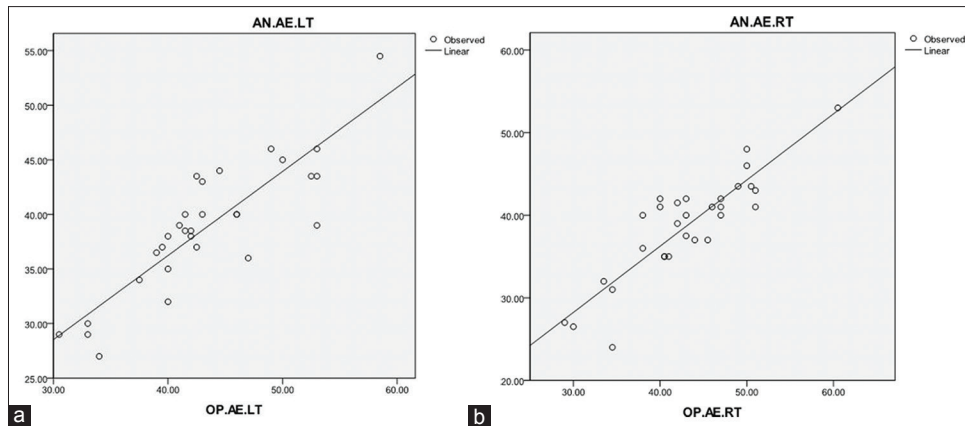 AN.AE.LT
Observed
Linear
55.00
50.00
45.00
40.00
35.00
30.00
25.00
30.00 40.00 50.00 60.00
OP.AE.LT
a
AN.AE.RT
Observed
Linear
60.00
50.00
40.00
30.00
20.00
30.00 40.00 50.00 60.00
OP.AE.RT
b